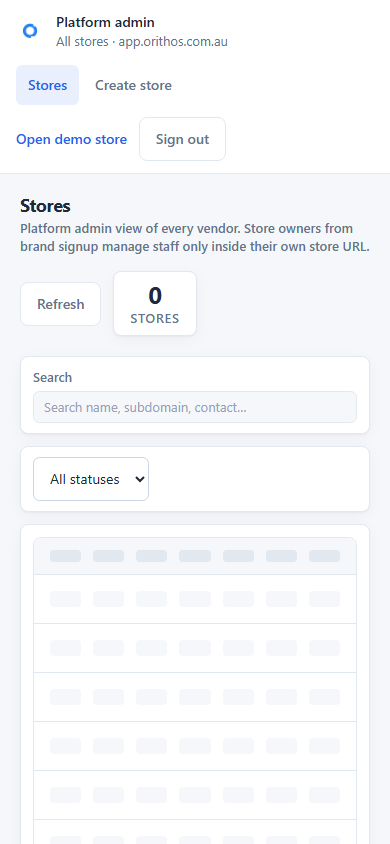 Platform admin
All stores · app.orithos.com.au
Stores
Create store
Open demo store
Sign out
Stores
Platform admin view of every vendor. Store owners from
brand signup manage staff only inside their own store URL.
Refresh
0
STORES
Search
Search name, subdomain, contact...
All statuses